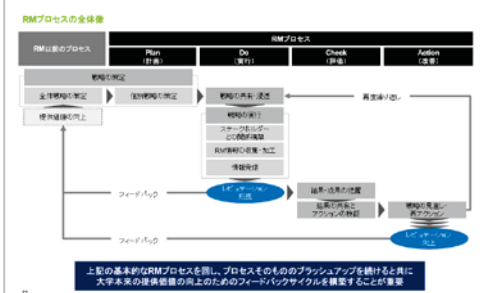 RMプロセスの全体像
RM以前のプロセス
RMプロセス
Plan
(計画)
Do
(実行)
Check
(評価)
Action
(改善)
戦略の策定
全体戦略の策定
個別戦略の策定
戦略の共有・浸透
再度繰り返し
提供価値の向上
戦略の実行
ステークホルダー
との関係構築
RM情報の収集・加工
情報発信
フィードバック
レピュテーション
結果・成果の把握
結果の共有と
アクションの検討
戦略の見直し・
再アクション
フィードバック
レピュテーション
向上
上記の基本的なRMプロセスを回し、プロセスそのもののブラッシュアップを続けると共に
大学本来の提供価値の向上のためのフィードバックサイクルを構築することが重要